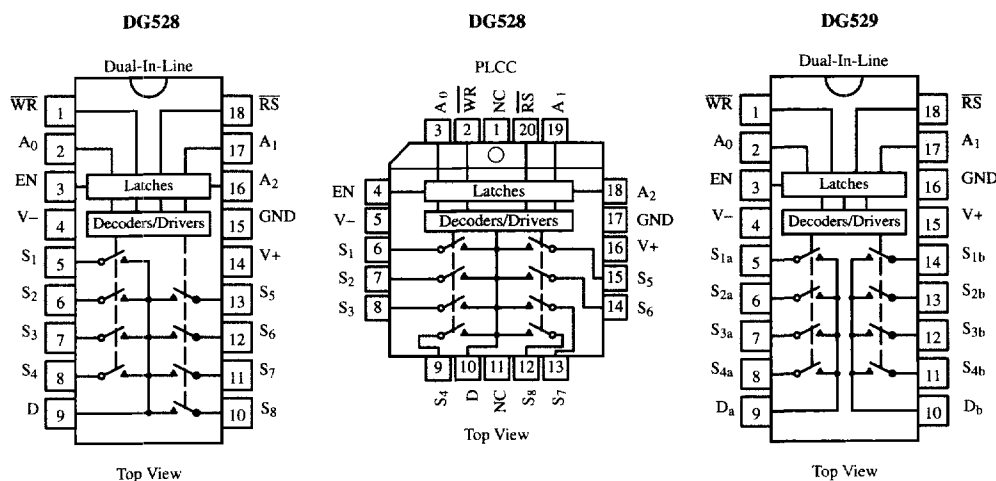 DG528
Dual-In-Line
WR
1
18
RS
A0
2
17
A1
EN
3
Latches
16
A2
V–
4
Decoders/Drivers
15
GND
S1
5
14
V+
S2
6
13
S5
S3
7
12
S6
S4
8
11
S7
D
9
10
S8
Top View
DG528
PLCC
A0
WR
NC
RS
A1
3
2
1
20
19
EN
4
Latches
18
A2
V–
5
Decoders/Drivers
17
GND
S1
6
16
V+
S2
7
15
S5
S3
8
14
S6
9
10
11
12
13
S4
D
NC
S8
S7
Top View
DG529
Dual-In-Line
WR
1
18
RS
A0
2
17
A1
EN
3
Latches
16
GND
V–
4
Decoders/Drivers
15
V+
S1a
5
14
S1b
S2a
6
13
S2b
S3a
7
12
S3b
S4a
8
11
S4b
Da
9
10
Db
Top View